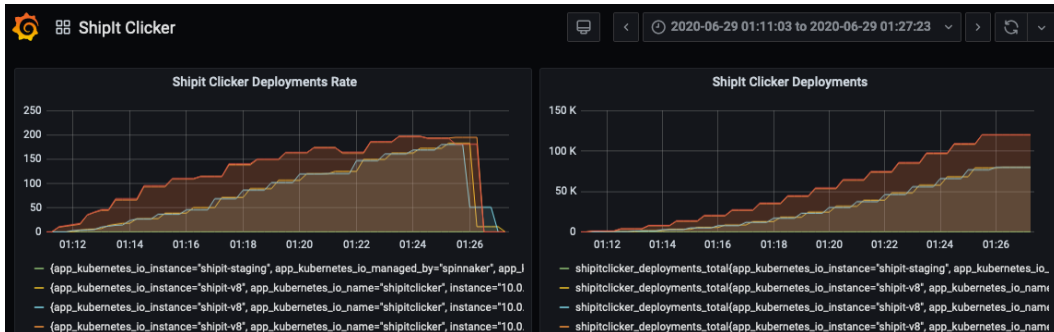 ShipIt Clicker
2020-06-29 01:11:03 to 2020-06-29 01:27:23
Shipit Clicker Deployments Rate
250
200
150
100
50
0
01:12 01:14 01:16 01:18 01:20 01:22 01:24 01:26
{app_kubernetes_io_instance="shipit-staging", app_kubernetes_io_managed_by="spinnaker", app_l
{app_kubernetes_io_instance="shipit-v8", app_kubernetes_io_name="shipitclicker", instance="10.0.
{app_kubernetes_io_instance="shipit-v8", app_kubernetes_io_name="shipitclicker", instance="10.0.
{app_kubernetes_io_instance="shipit-v8", app_kubernetes_io_name="shipitclicker", instance="10.0.
ShipIt Clicker Deployments
150 K
100 K
50 K
0
01:12 01:14 01:16 01:18 01:20 01:22 01:24 01:26
shipitclicker_deployments_total{app_kubernetes_io_instance="shipit-staging", app_kubernetes_io_
shipitclicker_deployments_total{app_kubernetes_io_instance="shipit-v8", app_kubernetes_io_name
shipitclicker_deployments_total{app_kubernetes_io_instance="shipit-v8", app_kubernetes_io_name
shipitclicker_deployments_total{app_kubernetes_io_instance="shipit-v8", app_kubernetes_io_name